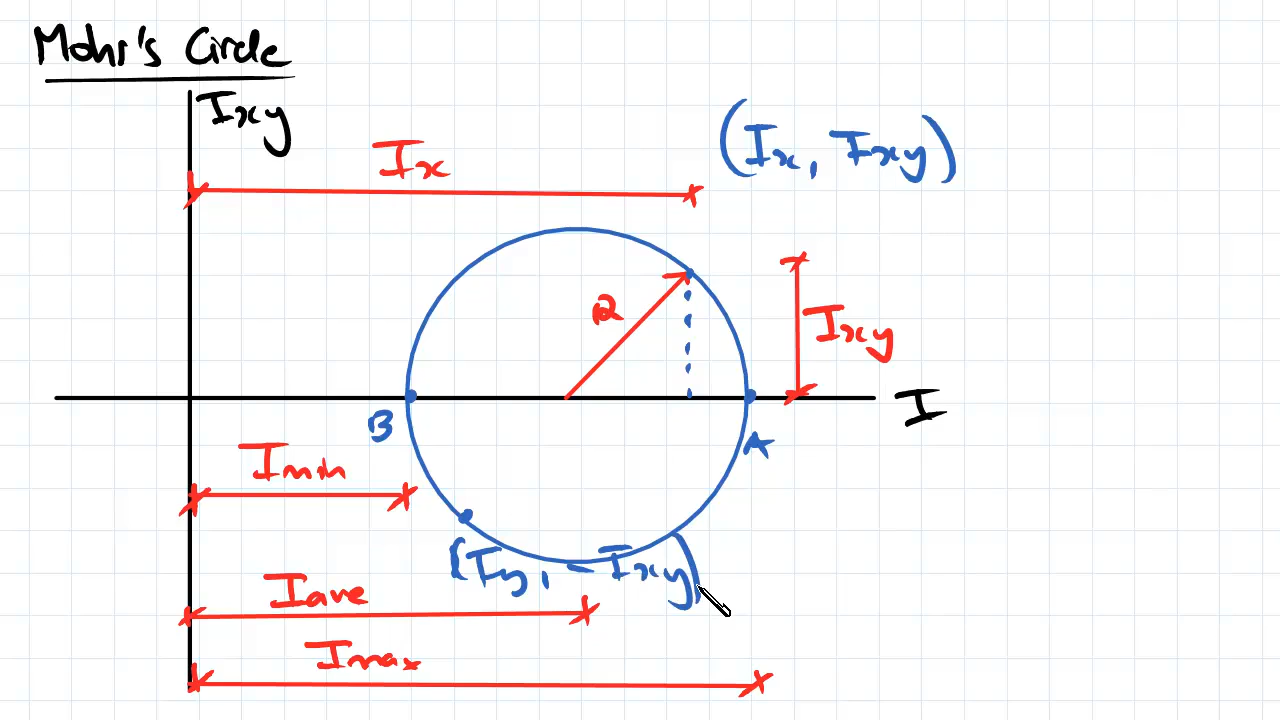 Mohr's Circle
Ixy
Ix
(Ix, Ixy)
R
Ixy
I
B
A
Imin
(Iy, -Ixy)
Iave
Imax